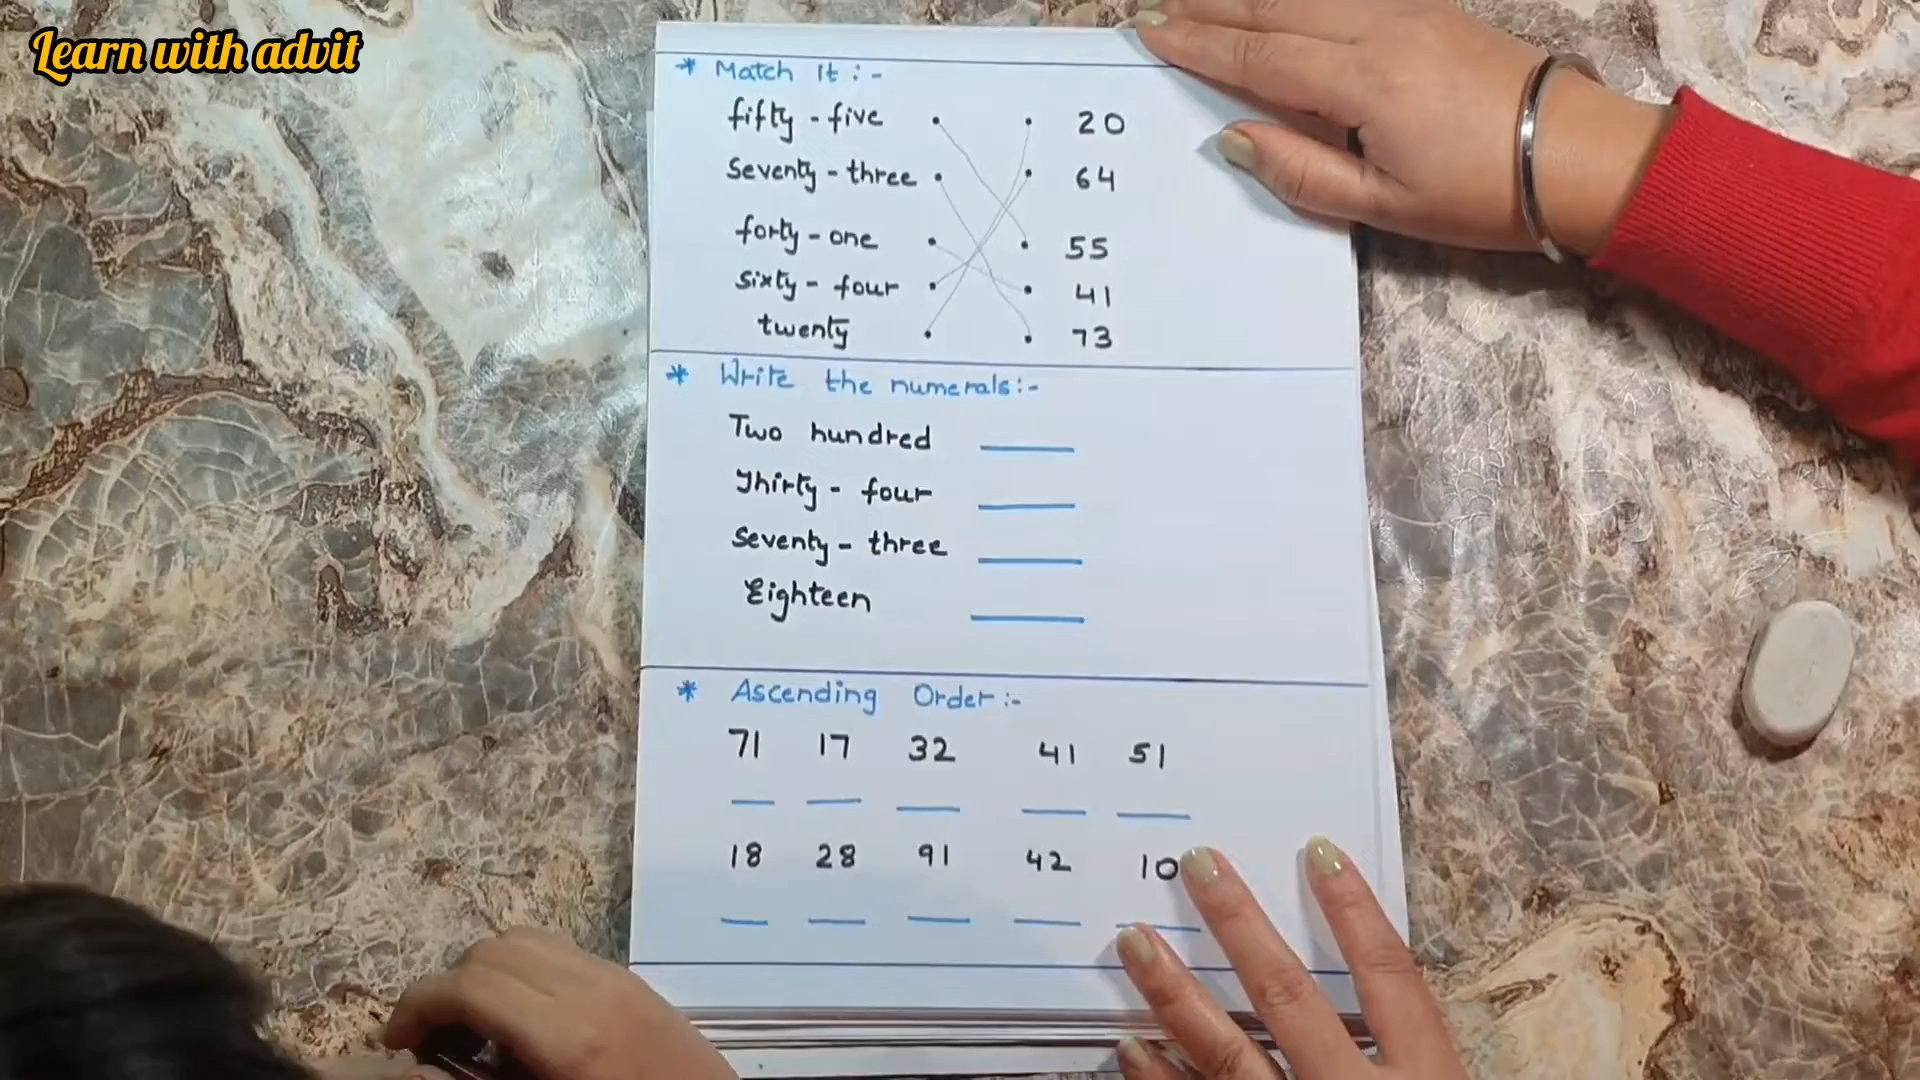 Learn with advit
* Match It :-
fifty - five 20
Seventy - three 64
forty - one 55
Sixty - four 41
twenty 73
* Write the numerals :-
Two hundred
Thirty - four
Seventy - three
Eighteen
* Ascending Order :-
71 17 32 41 51
18 28 91 42 10